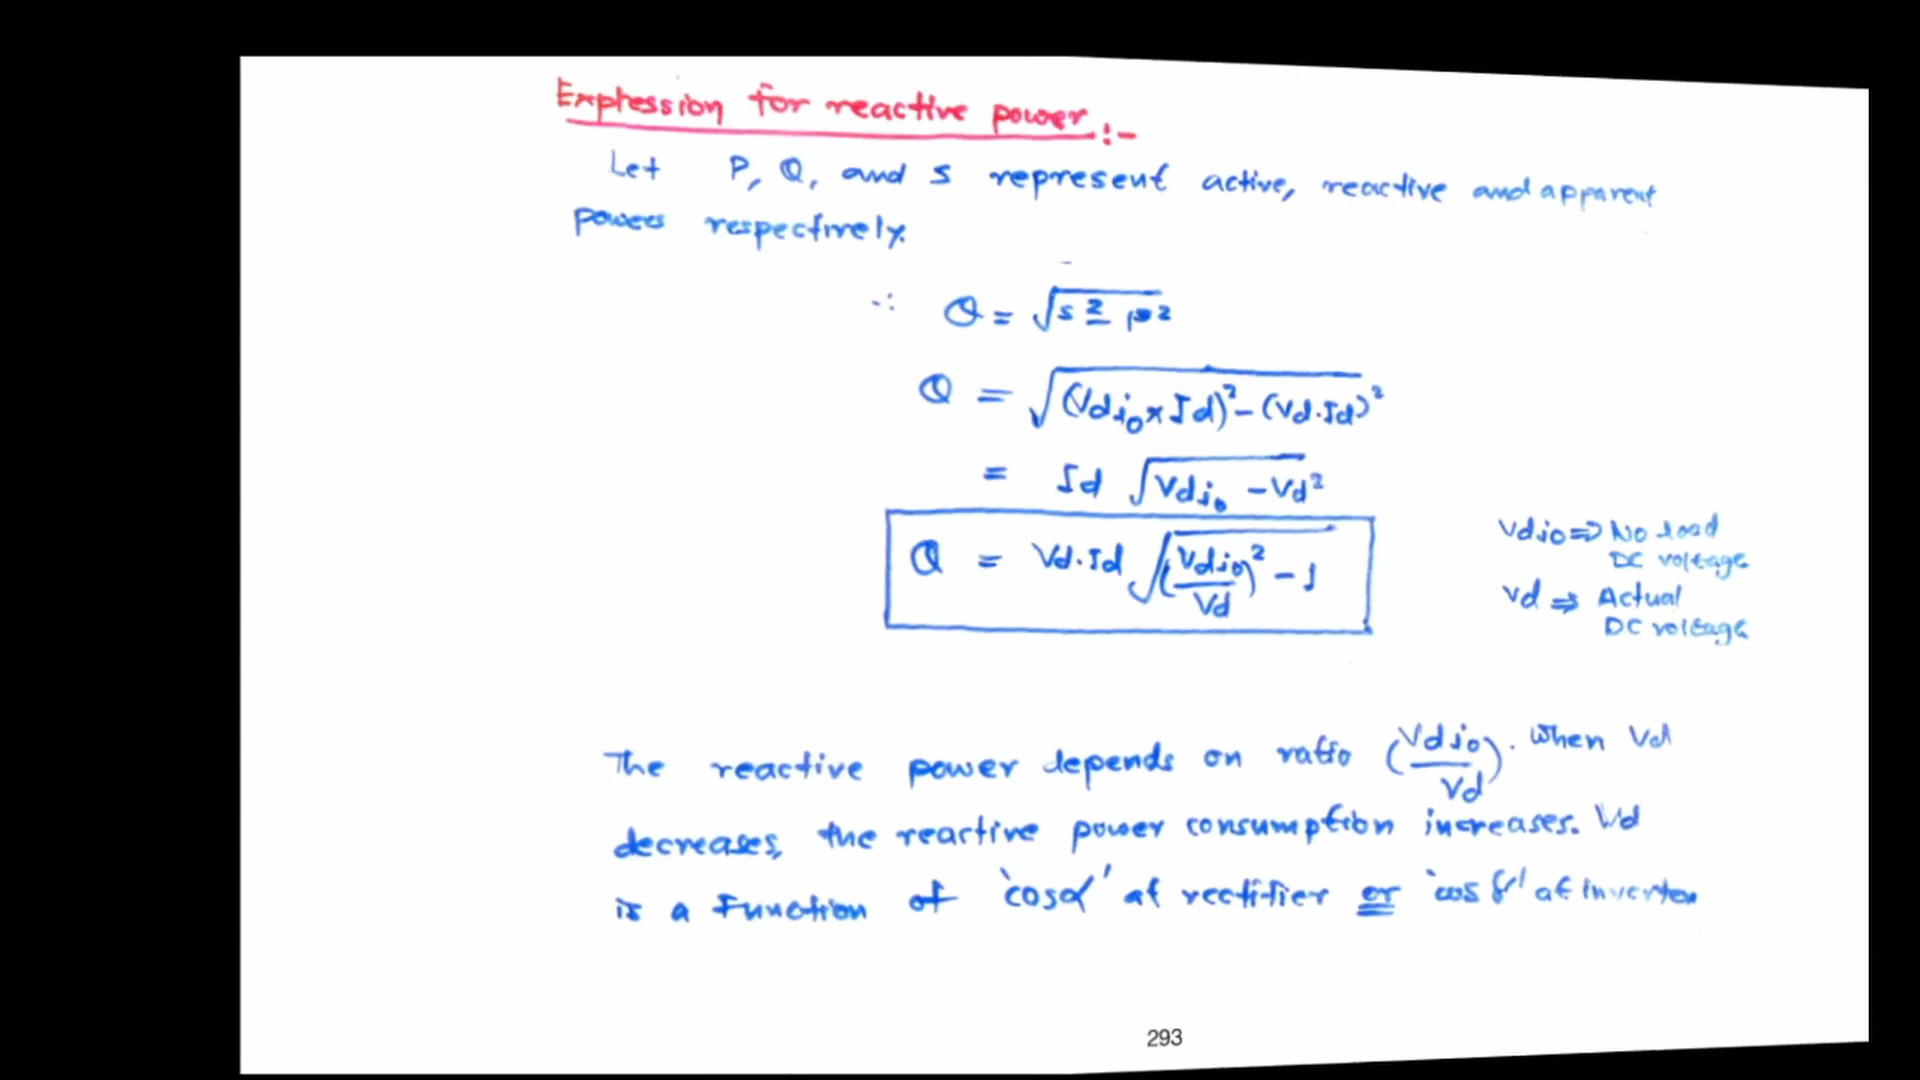 Expression for reactive power :-
Let P, Q, and S represent active, reactive and apparent
powers respectively.
∴ Q = √S² - P²
Q = √(Vdio × Id)² - (Vd.Id)²
= Id √Vdio - Vd²
Q = Vd.Id √(Vdio/Vd)² - 1
Vdio ⇒ No load
DC voltage
Vd ⇒ Actual
DC voltage
The reactive power depends on ratio (Vdio/Vd). When Vd
decreases, the reactive power consumption increases. Vd
is a function of 'cosα' at rectifier or 'cos γ' at inverter
293